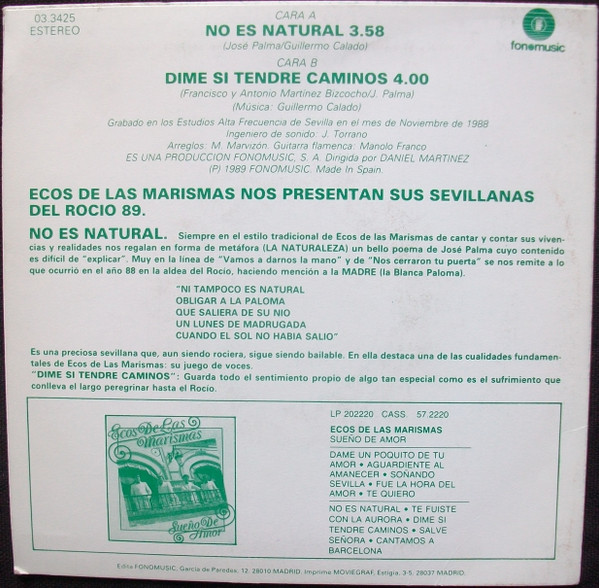 03.3425
ESTEREO
CARA A
NO ES NATURAL 3.58
(José Palma/Guillermo Calado)
CARA B
DIME SI TENDRE CAMINOS 4.00
(Francisco y Antonio Martínez Bizcocho/J. Palma)
(Música: Guillermo Calado)
fonomusic
Grabado en los Estudios Alta Frecuencia de Sevilla en el mes de Noviembre de 1988
Ingeniero de sonido: J. Torrano
Arreglos: M. Marvizón. Guitarra flamenca: Manolo Franco
ES UNA PRODUCCION FONOMUSIC, S. A. Dirigida por DANIEL MARTINEZ
(P) 1989 FONOMUSIC. Made In Spain.
ECOS DE LAS MARISMAS NOS PRESENTAN SUS SEVILLANAS
DEL ROCIO 89.
NO ES NATURAL. Siempre en el estilo tradicional de Ecos de las Marismas de cantar y contar sus viven-
cias y realidades nos regalan en forma de metáfora (LA NATURALEZA) un bello poema de José Palma cuyo contenido
es difícil de "explicar". Muy en la línea de "Vamos a darnos la mano" y de "Nos cerraron tu puerta" se nos remite a lo
que ocurrió en el año 88 en la aldea del Rocío, haciendo mención a la MADRE (la Blanca Paloma).
"NI TAMPOCO ES NATURAL
OBLIGAR A LA PALOMA
QUE SALIERA DE SU NIO
UN LUNES DE MADRUGADA
CUANDO EL SOL NO HABIA SALIO"
Es una preciosa sevillana que, aun siendo rociera, sigue siendo bailable. En ella destaca una de las cualidades fundamen-
tales de Ecos de Las Marismas: su juego de voces.
"DIME SI TENDRE CAMINOS": Guarda todo el sentimiento propio de algo tan especial como es el sufrimiento que
conlleva el largo peregrinar hasta el Rocío.
Ecos De Las
Marismas
Sueño De
Amor
LP 202220 CASS. 57.2220
ECOS DE LAS MARISMAS
SUEÑO DE AMOR
DAME UN POQUITO DE TU
AMOR • AGUARDIENTE AL
AMANECER • SOÑANDO
SEVILLA • FUE LA HORA DEL
AMOR • TE QUIERO
NO ES NATURAL • TE FUISTE
CON LA AURORA • DIME SI
TENDRE CAMINOS • SALVE
SEÑORA • CANTAMOS A
BARCELONA
Edita FONOMUSIC, García de Paredes, 12. 28010 MADRID. Imprime MOVIEGRAF, Estigia, 3-5. 28037 MADRID.